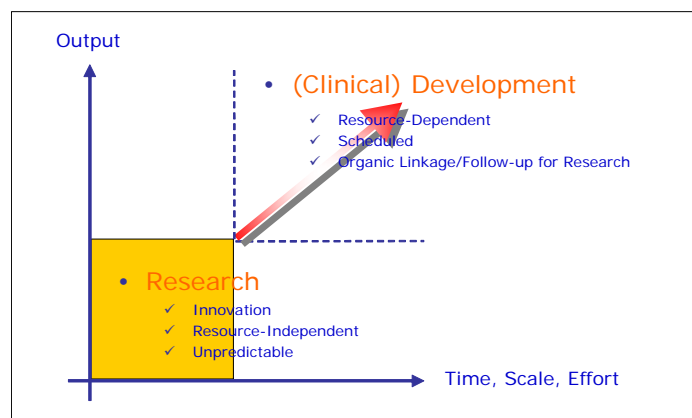 Output
• (Clinical) Development
✓ Resource-Dependent
✓ Scheduled
✓ Organic Linkage/Follow-up for Research
• Research
✓ Innovation
✓ Resource-Independent
✓ Unpredictable
Time, Scale, Effort